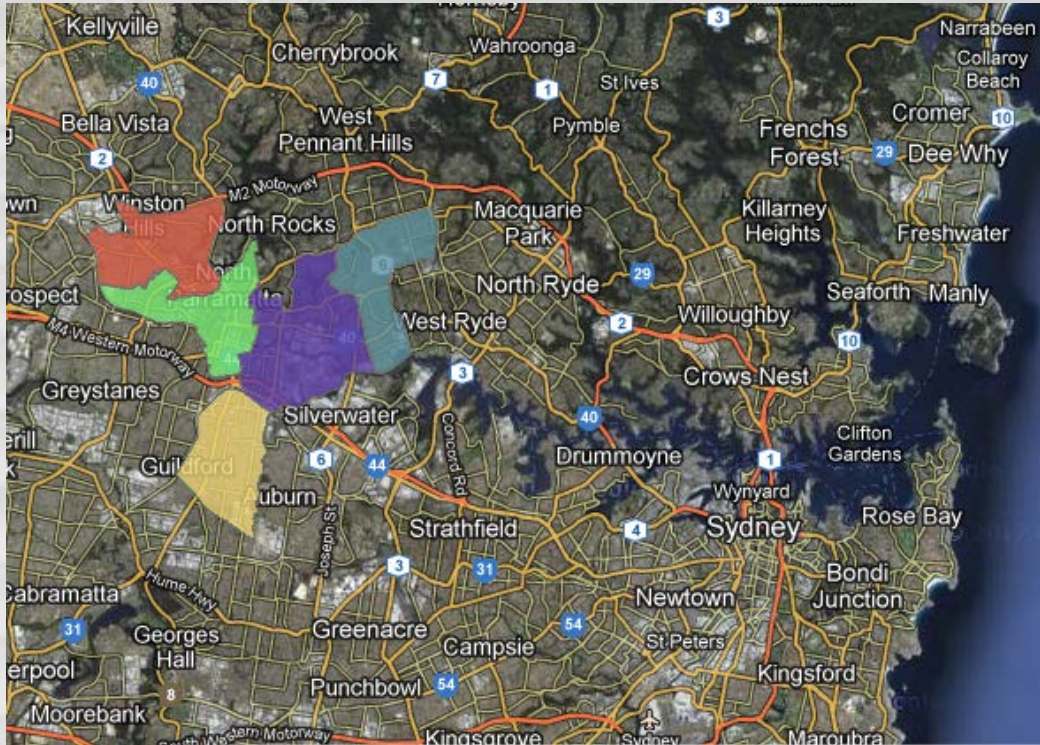 Kellyville
Cherrybrook
Wahroonga
3
Narrabeen
Collaroy
Beach
40
7
1
St Ives
Cromer
10
Bella Vista
West
Pennant Hills
Pymble
Frenchs
Forest
29
Dee Why
2
M2 Motorway
Winston
Hills
North Rocks
Macquarie
Park
Killarney
Heights
Freshwater
6
North
Parramatta
North Ryde
29
Seaforth
Manly
M4 Western Motorway
40
West Ryde
2
Willoughby
10
4
3
Greystanes
Crows Nest
Silverwater
40
Concord Rd
Clifton
Gardens
Guildford
6
44
Drummoyne
1
Auburn
Wynyard
Joseph St
Strathfield
4
Sydney
Rose Bay
3
31
Hume Hwy
Newtown
Bondi
Junction
31
Georges
Hall
Greenacre
54
Campsie
St Peters
8
Punchbowl
54
Kingsford
Moorebank
South Western Motorway
Kingsgrove
Sydney
Maroubra